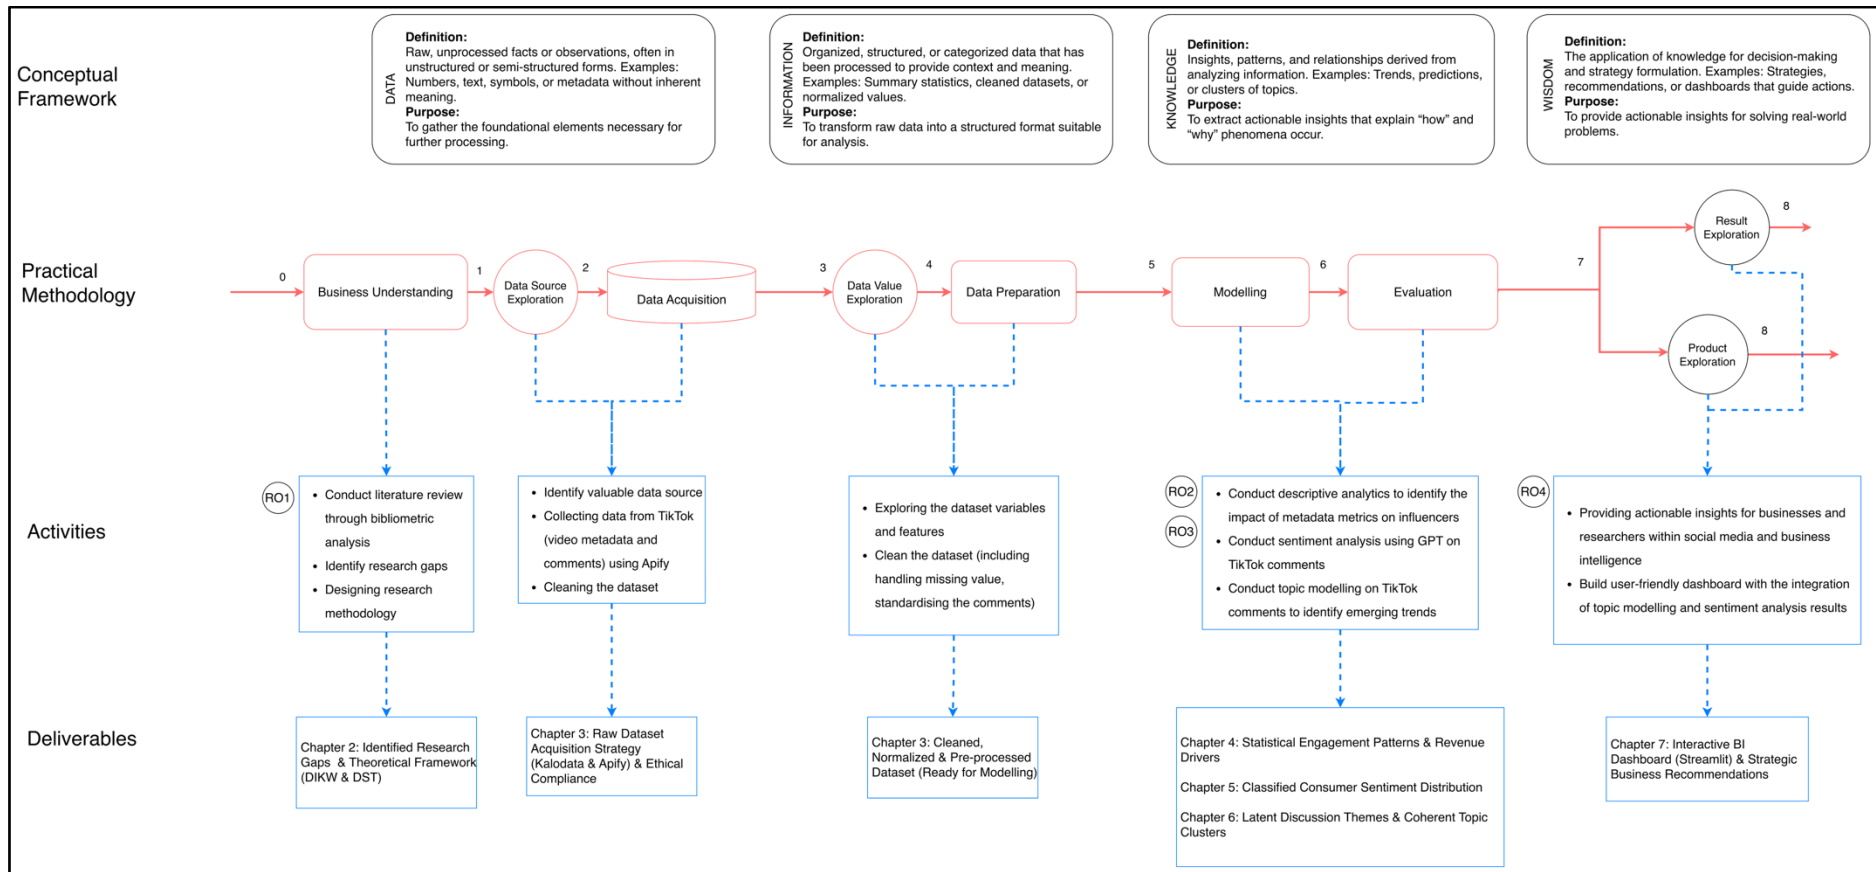 Conceptual
Framework
DATA
Definition:
Raw, unprocessed facts or observations, often in
unstructured or semi-structured forms. Examples:
Numbers, text, symbols, or metadata without inherent
meaning.
Purpose:
To gather the foundational elements necessary for
further processing.
INFORMATION
Definition:
Organized, structured, or categorized data that has
been processed to provide context and meaning.
Examples: Summary statistics, cleaned datasets, or
normalized values.
Purpose:
To transform raw data into a structured format suitable
for analysis.
KNOWLEDGE
Definition:
Insights, patterns, and relationships derived from
analyzing information. Examples: Trends, predictions,
or clusters of topics.
Purpose:
To extract actionable insights that explain “how” and
“why” phenomena occur.
WISDOM
Definition:
The application of knowledge for decision-making
and strategy formulation. Examples: Strategies,
recommendations, or dashboards that guide actions.
Purpose:
To provide actionable insights for solving real-world
problems.
Practical
Methodology
0
Business Understanding
1
Data Source
Exploration
2
Data Acquisition
3
Data Value
Exploration
4
Data Preparation
5
Modelling
6
Evaluation
7
Result
Exploration
8
Product
Exploration
8
Activities
RO1
• Conduct literature review
through bibliometric
analysis
• Identify research gaps
• Designing research
methodology
• Identify valuable data source
• Collecting data from TikTok
(video metadata and
comments) using Apify
• Cleaning the dataset
• Exploring the dataset variables
and features
• Clean the dataset (including
handling missing value,
standardising the comments)
RO2
RO3
• Conduct descriptive analytics to identify the
impact of metadata metrics on influencers
• Conduct sentiment analysis using GPT on
TikTok comments
• Conduct topic modelling on TikTok
comments to identify emerging trends
RO4
• Providing actionable insights for businesses and
researchers within social media and business
intelligence
• Build user-friendly dashboard with the integration
of topic modelling and sentiment analysis results
Deliverables
Chapter 2: Identified Research
Gaps & Theoretical Framework
(DIKW & DST)
Chapter 3: Raw Dataset
Acquisition Strategy
(Kalodata & Apify) & Ethical
Compliance
Chapter 3: Cleaned,
Normalized & Pre-processed
Dataset (Ready for Modelling)
Chapter 4: Statistical Engagement Patterns & Revenue
Drivers
Chapter 5: Classified Consumer Sentiment Distribution
Chapter 6: Latent Discussion Themes & Coherent Topic
Clusters
Chapter 7: Interactive BI
Dashboard (Streamlit) & Strategic
Business Recommendations